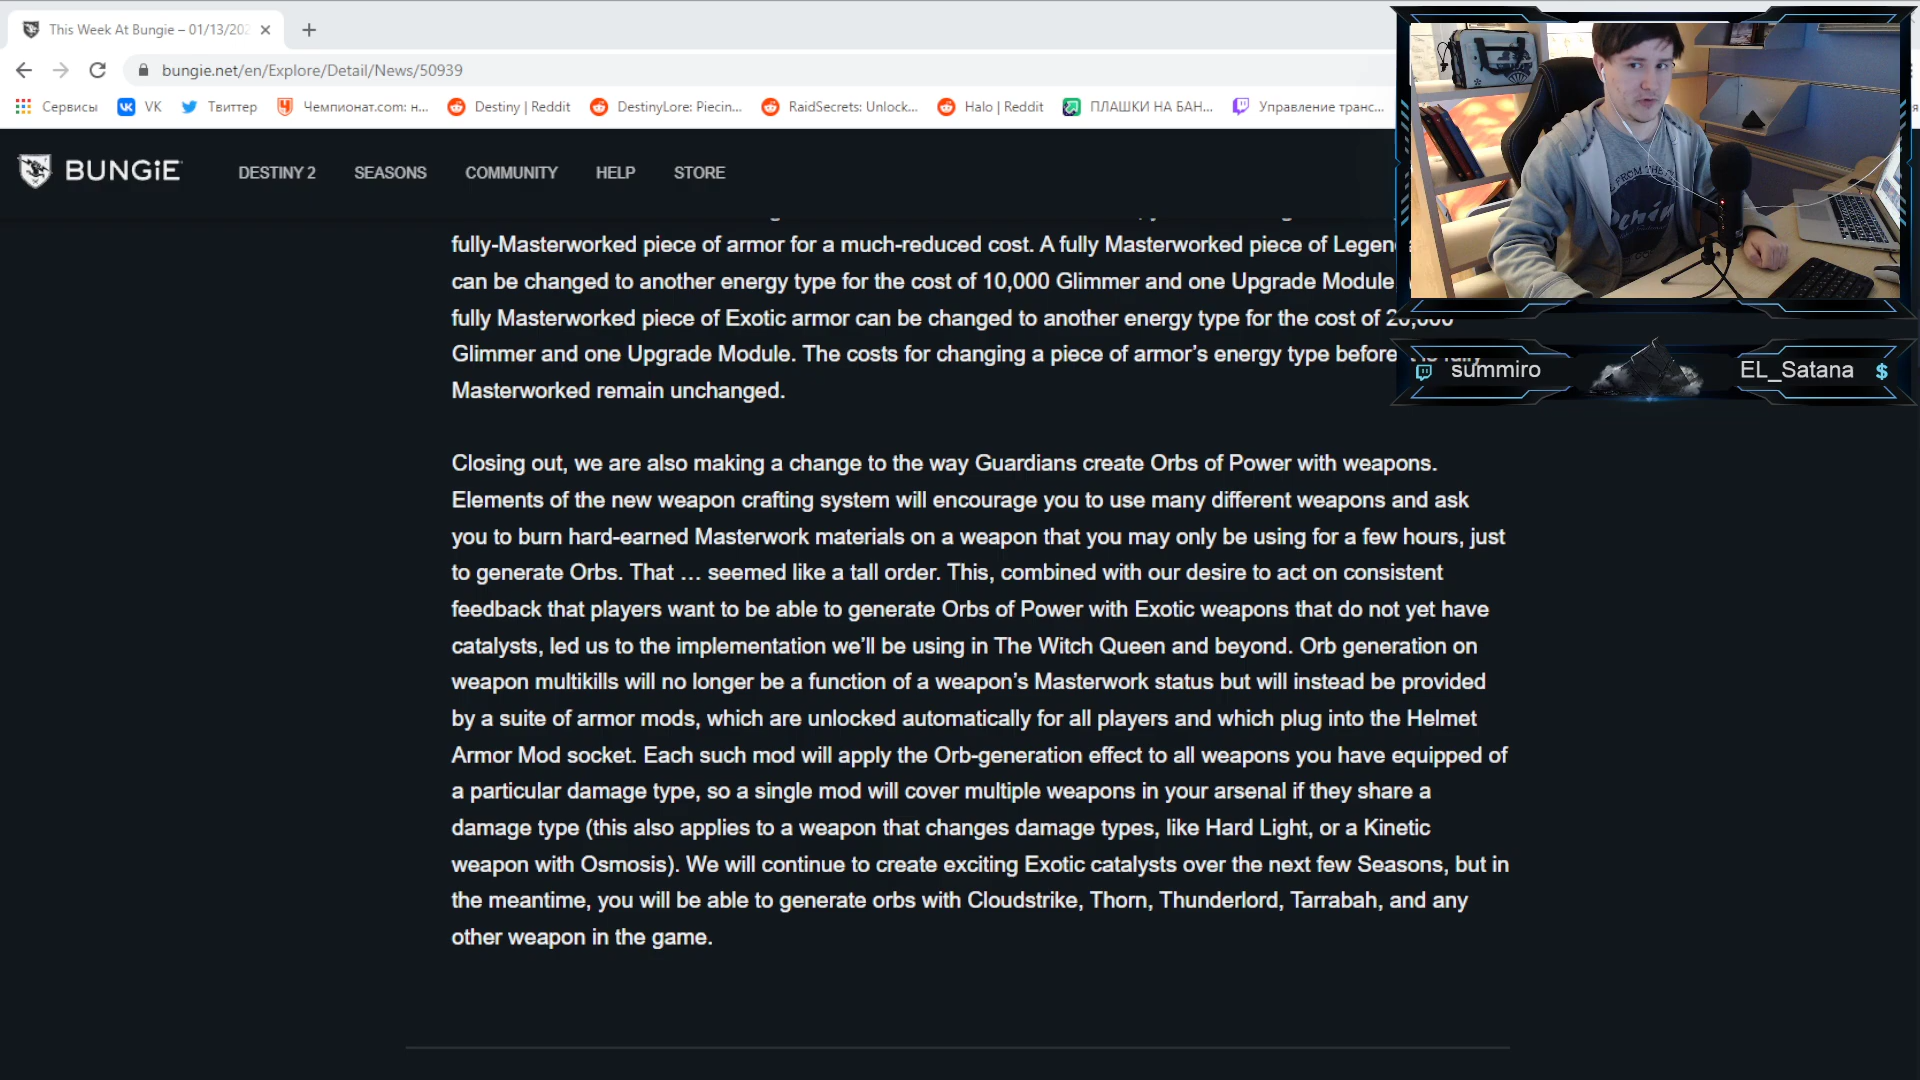 This Week At Bungie – 01/13/202
bungie.net/en/Explore/Detail/News/50939
Сервисы VK Твиттер Чемпионат.com: н... Destiny | Reddit DestinyLore: Piecin... RaidSecrets: Unlock... Halo | Reddit ПЛАШКИ НА БАН... Управление транс...
BUNGiE DESTINY 2 SEASONS COMMUNITY HELP STORE
fully-Masterworked piece of armor for a much-reduced cost. A fully Masterworked piece of Legen
can be changed to another energy type for the cost of 10,000 Glimmer and one Upgrade Module,
fully Masterworked piece of Exotic armor can be changed to another energy type for the cost of 20,000
Glimmer and one Upgrade Module. The costs for changing a piece of armor’s energy type before it is fully
Masterworked remain unchanged.
summiro EL_Satana $
Closing out, we are also making a change to the way Guardians create Orbs of Power with weapons.
Elements of the new weapon crafting system will encourage you to use many different weapons and ask
you to burn hard-earned Masterwork materials on a weapon that you may only be using for a few hours, just
to generate Orbs. That … seemed like a tall order. This, combined with our desire to act on consistent
feedback that players want to be able to generate Orbs of Power with Exotic weapons that do not yet have
catalysts, led us to the implementation we’ll be using in The Witch Queen and beyond. Orb generation on
weapon multikills will no longer be a function of a weapon’s Masterwork status but will instead be provided
by a suite of armor mods, which are unlocked automatically for all players and which plug into the Helmet
Armor Mod socket. Each such mod will apply the Orb-generation effect to all weapons you have equipped of
a particular damage type, so a single mod will cover multiple weapons in your arsenal if they share a
damage type (this also applies to a weapon that changes damage types, like Hard Light, or a Kinetic
weapon with Osmosis). We will continue to create exciting Exotic catalysts over the next few Seasons, but in
the meantime, you will be able to generate orbs with Cloudstrike, Thorn, Thunderlord, Tarrabah, and any
other weapon in the game.